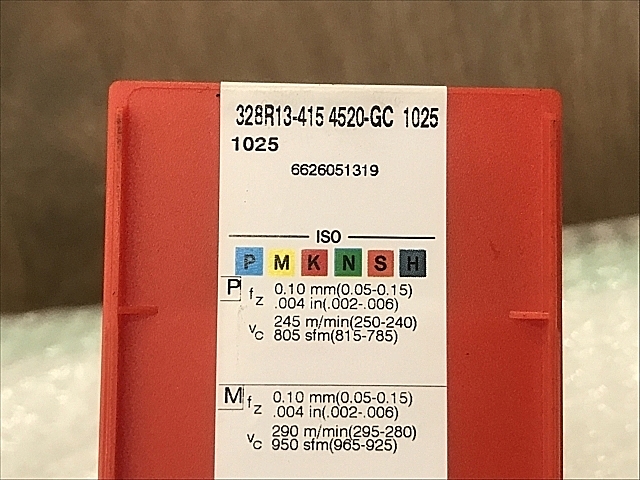 328R13-415 4520-GC 1025
1025
6626051319
ISO
P M K N S H
P fz 0.10 mm(0.05-0.15)
.004 in(.002-.006)
vc 245 m/min(250-240)
805 sfm(815-785)
M fz 0.10 mm(0.05-0.15)
.004 in(.002-.006)
vc 290 m/min(295-280)
950 sfm(965-925)